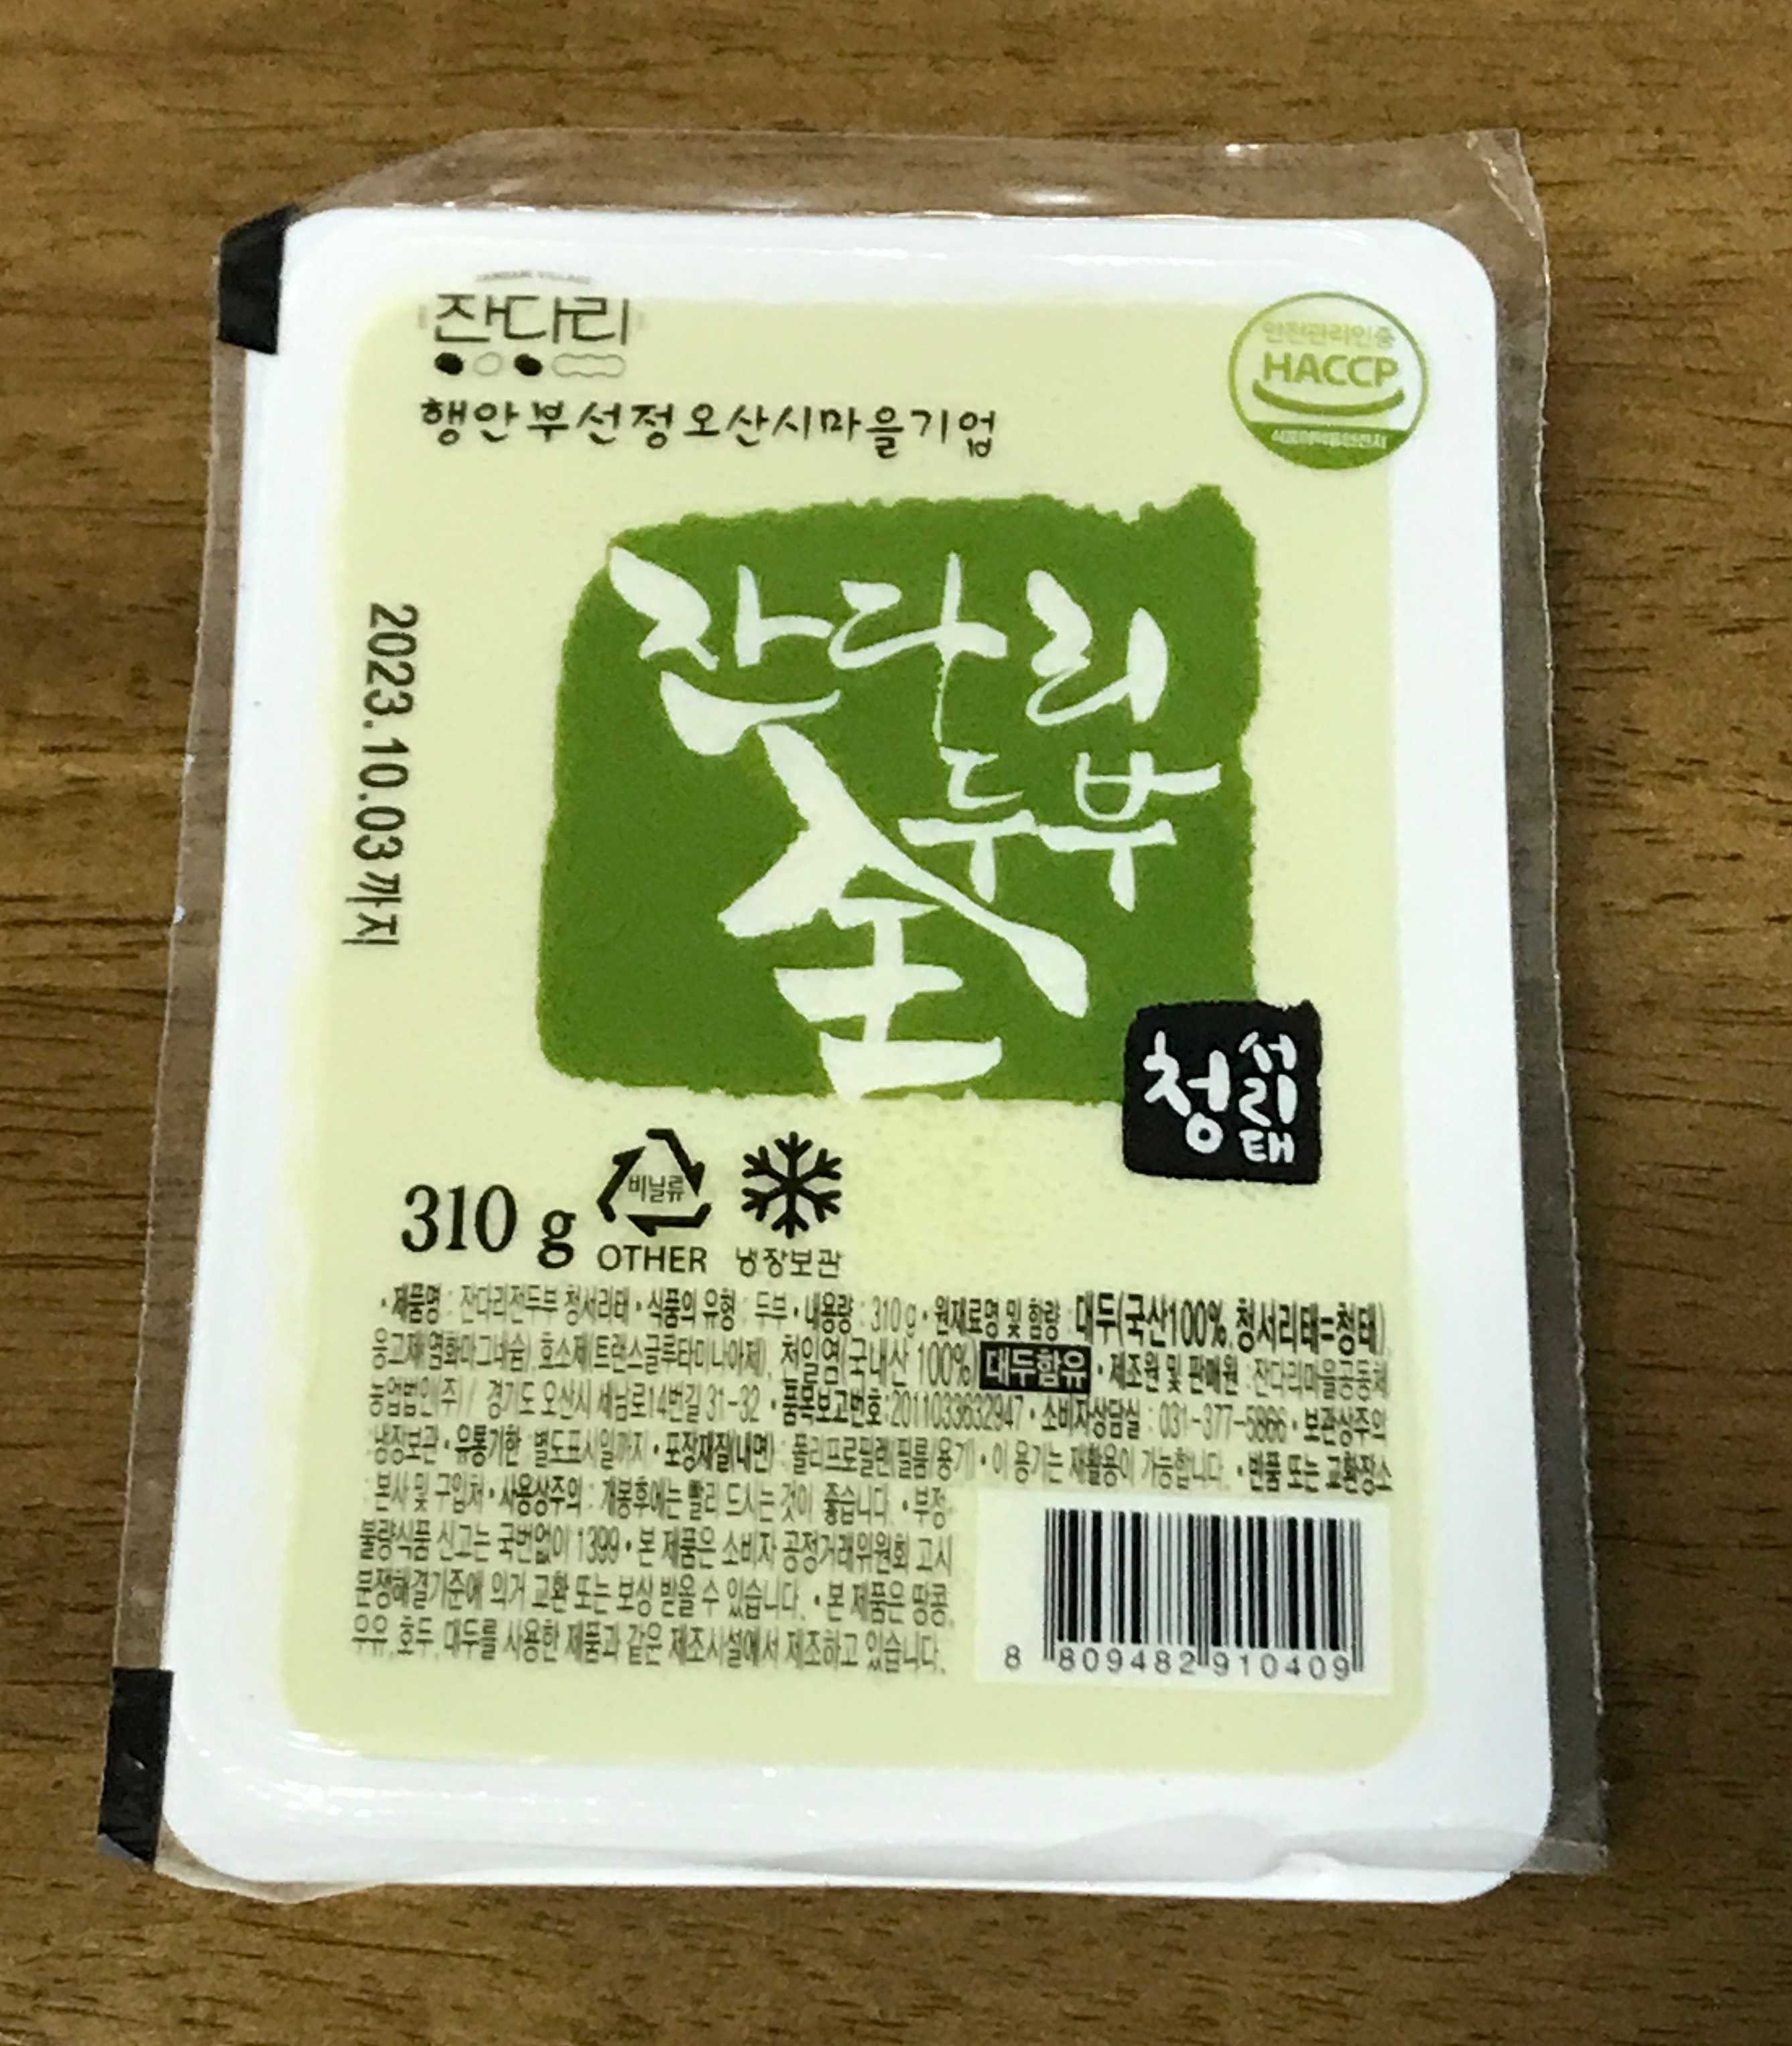 JANDARI VILLAGE
잔다리
행안부선정오산시마을기업
안전관리인증
HACCP
식품의약품안전처
2023.10.03까지
잔다리
두부
全
청
서리태
310 g
비닐류
OTHER
냉장보관
• 제품명 : 잔다리전두부 청서리태 • 식품의 유형 : 두부 • 내용량 : 310 g • 원재료명 및 함량 : 대두(국산100%, 청서리태=청태),
응고제(염화마그네슘), 효소제(트랜스글루타미나아제), 천일염(국내산 100%) 대두함유 • 제조원 및 판매원 : 잔다리마을공동체
농업법인(주) / 경기도 오산시 세남로14번길 31-32 • 품목보고번호:2011033632947 • 소비자상담실 : 031-377-5866 • 보관상주의
: 냉장보관 • 유통기한 : 별도표시일까지 • 포장재질(내면) : 폴리프로필렌(필름,용기) • 이 용기는 재활용이 가능합니다. • 반품 또는 교환장소
: 본사 및 구입처 • 사용상주의 : 개봉후에는 빨리 드시는 것이 좋습니다. • 부정·
불량식품 신고는 국번없이 1399 • 본 제품은 소비자 공정거래위원회 고시
분쟁해결기준에 의거 교환 또는 보상 받을 수 있습니다. • 본 제품은 땅콩,
우유, 호두, 대두를 사용한 제품과 같은 제조시설에서 제조하고 있습니다.
8 809482 910409